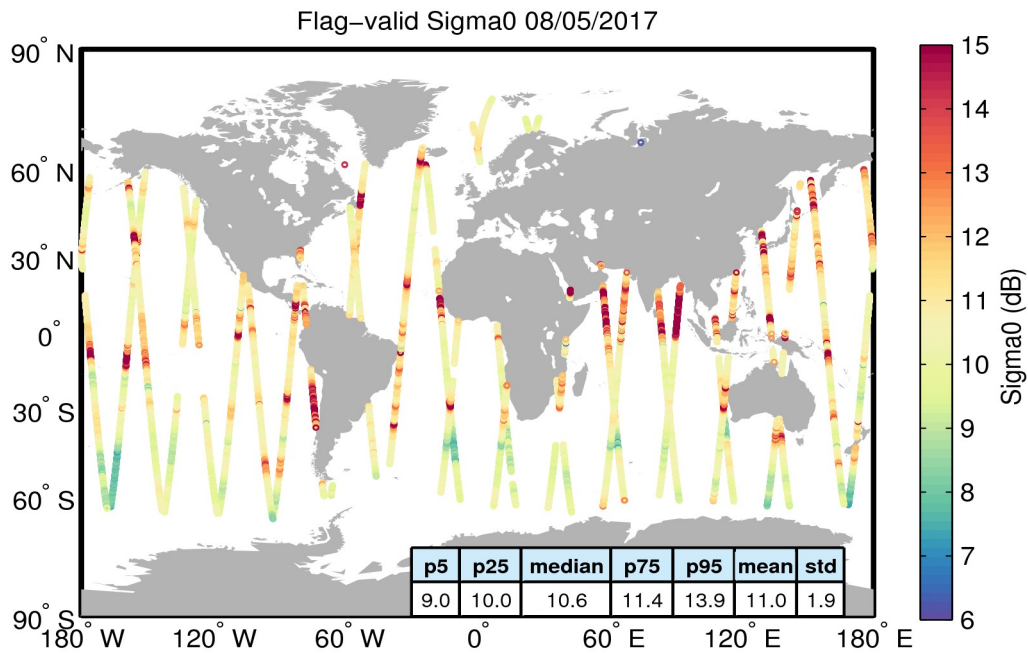 Flag-valid Sigma0 08/05/2017
90° N
60° N
30° N
0°
30° S
60° S
90° S
180° W
120° W
60° W
0°
60° E
120° E
180° E
p5 p25 median p75 p95 mean std
9.0 10.0 10.6 11.4 13.9 11.0 1.9
15
14
13
12
11
10
9
8
7
6
Sigma0 (dB)